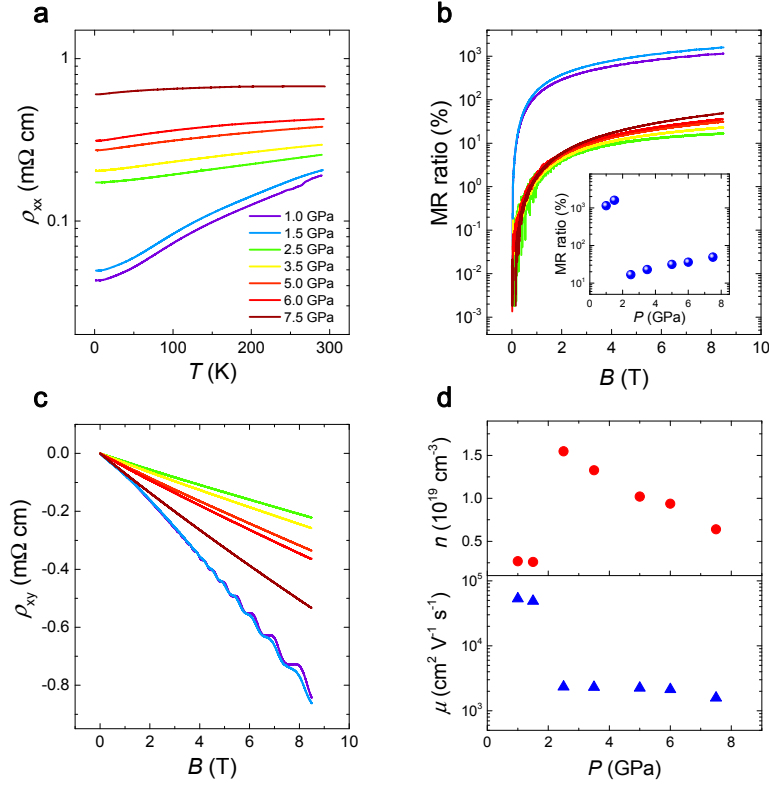 a
ρxx (mΩ cm)
1
0.1
1.0 GPa
1.5 GPa
2.5 GPa
3.5 GPa
5.0 GPa
6.0 GPa
7.5 GPa
0 100 200 300
T (K)
b
MR ratio (%)
10³
10²
10¹
10⁰
10⁻¹
10⁻²
10⁻³
0 2 4 6 8 10
B (T)
MR ratio (%)
10³
10²
10¹
0 2 4 6 8
P (GPa)
c
ρxy (mΩ cm)
0.0
-0.2
-0.4
-0.6
-0.8
0 2 4 6 8 10
B (T)
d
n (10¹⁹ cm⁻³)
1.5
1.0
0.5
μ (cm² V⁻¹ s⁻¹)
10⁵
10⁴
10³
0 2 4 6 8
P (GPa)